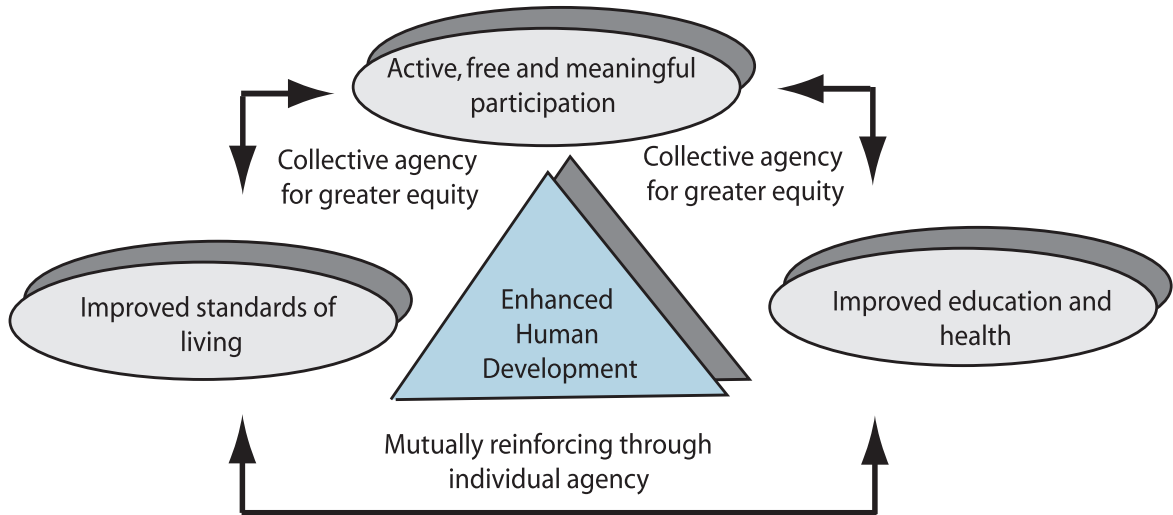 Active, free and meaningful
participation
Collective agency
for greater equity
Collective agency
for greater equity
Improved standards of
living
Enhanced
Human
Development
Improved education and
health
Mutually reinforcing through
individual agency